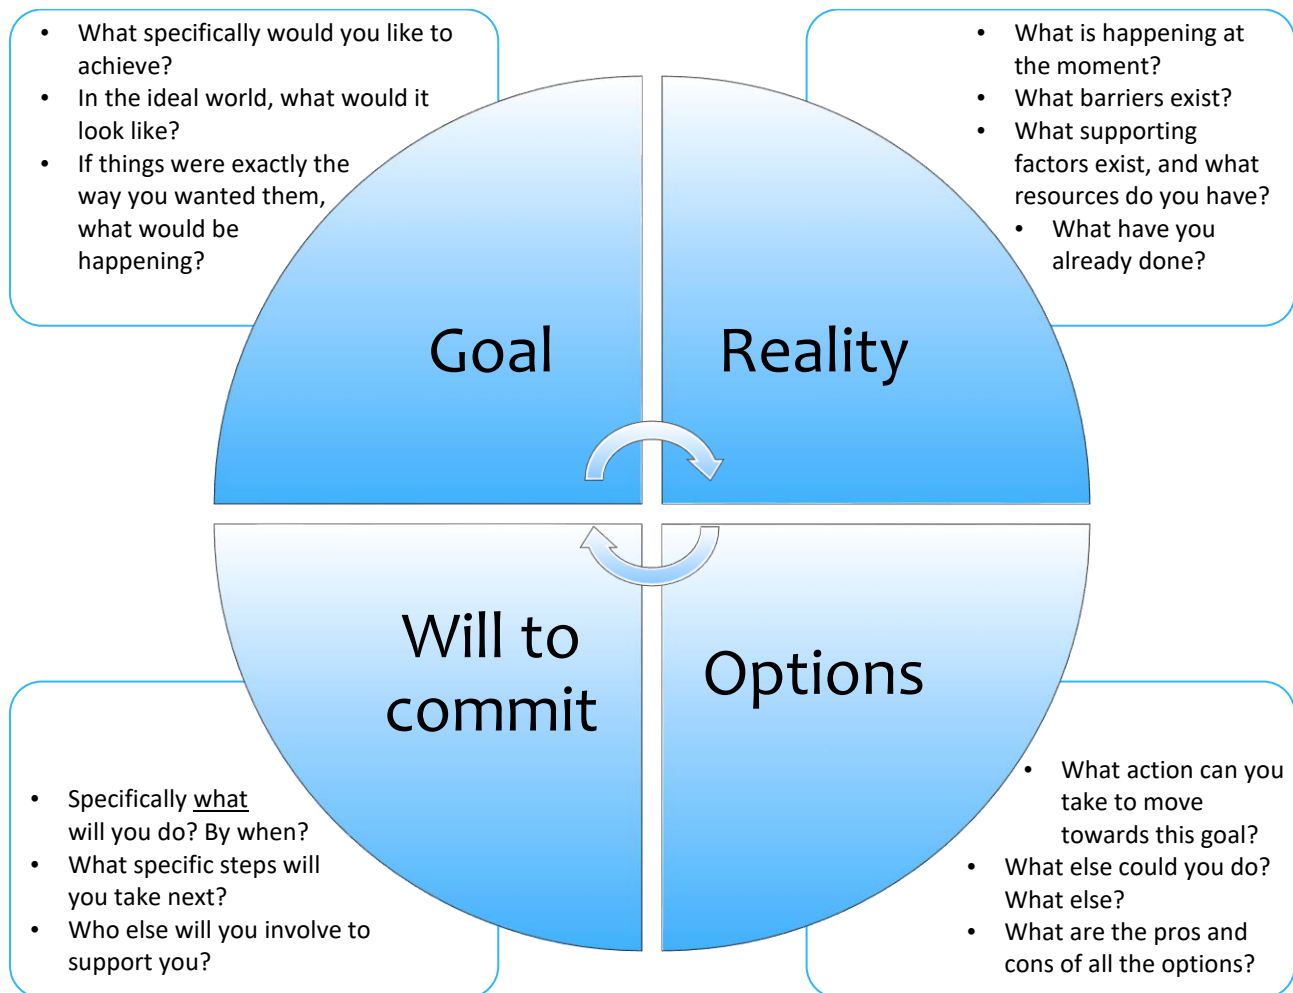 • What specifically would you like to
achieve?
• In the ideal world, what would it
look like?
• If things were exactly the
way you wanted them,
what would be
happening?
• What is happening at
the moment?
• What barriers exist?
• What supporting
factors exist, and what
resources do you have?
• What have you
already done?
Goal
Reality
Will to
commit
Options
• Specifically what
will you do? By when?
• What specific steps will
you take next?
• Who else will you involve to
support you?
• What action can you
take to move
towards this goal?
• What else could you do?
What else?
• What are the pros and
cons of all the options?